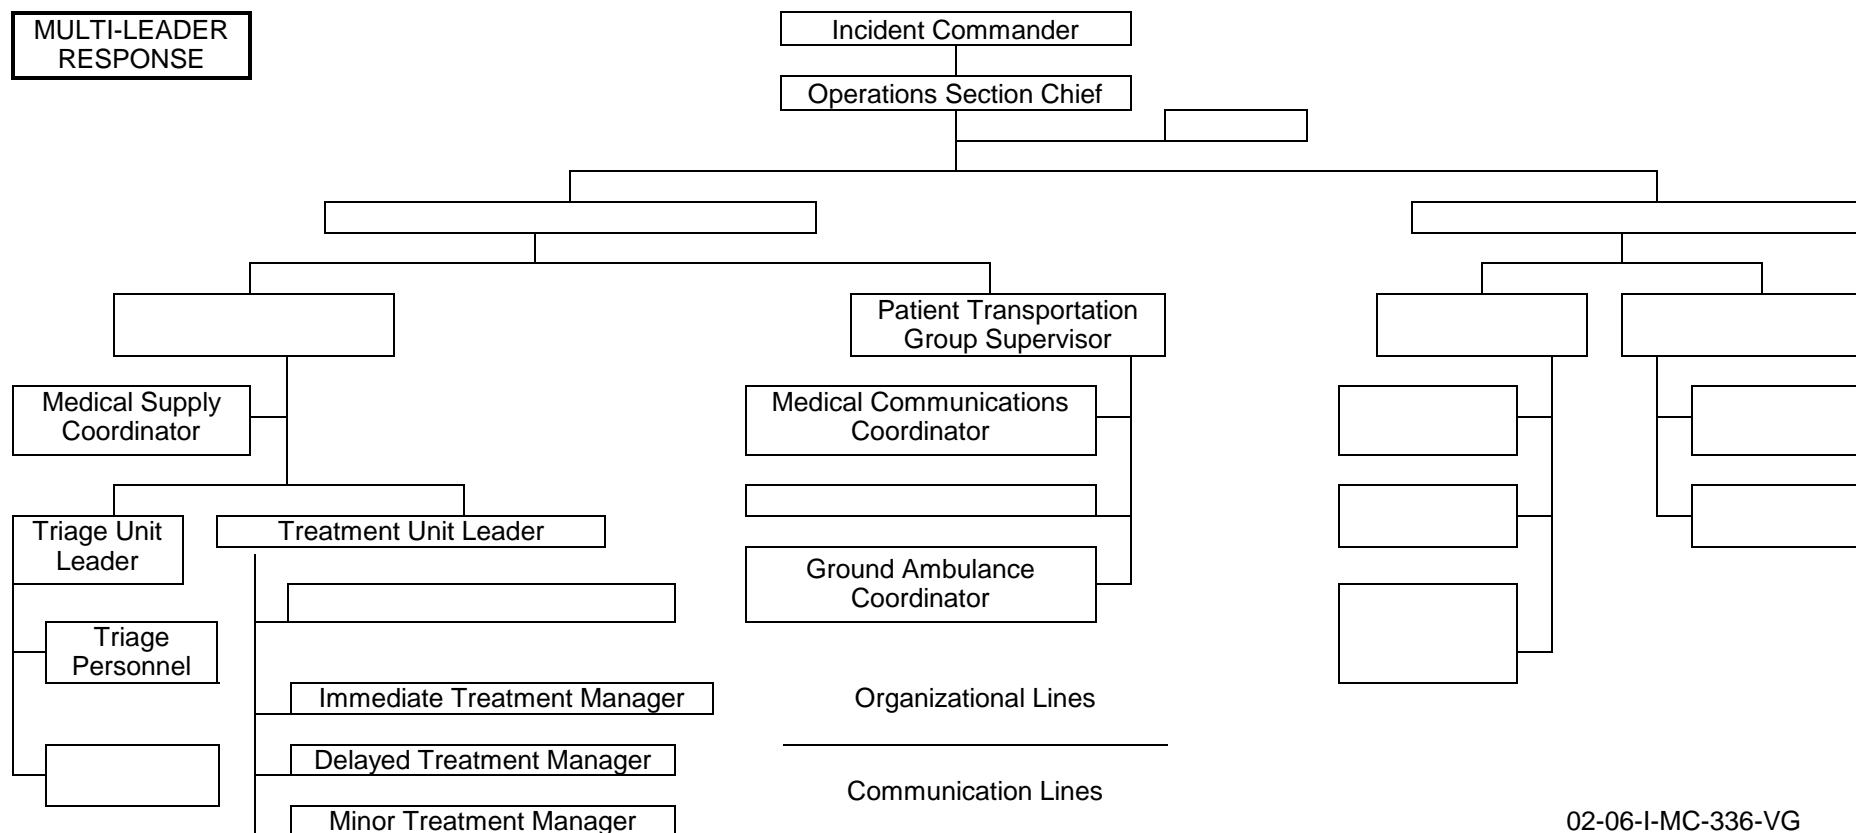 MULTI-LEADER
RESPONSE
Incident Commander
Operations Section Chief
Patient Transportation
Group Supervisor
Medical Supply
Coordinator
Medical Communications
Coordinator
Triage Unit
Leader
Treatment Unit Leader
Ground Ambulance
Coordinator
Triage
Personnel
Immediate Treatment Manager
Organizational Lines
Delayed Treatment Manager
Communication Lines
Minor Treatment Manager
02-06-I-MC-336-VG